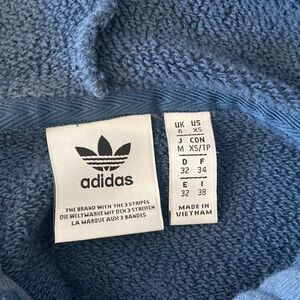 adidas
THE BRAND WITH THE 3 STRIPES
DIE WELTMARKE MIT DEN 3 STREIFEN
LA MARQUE AUX 3 BANDES
UK US
6 XS
J CON
M XS/TP
D F
32 34
E I
32 38
MADE IN
VIETNAM